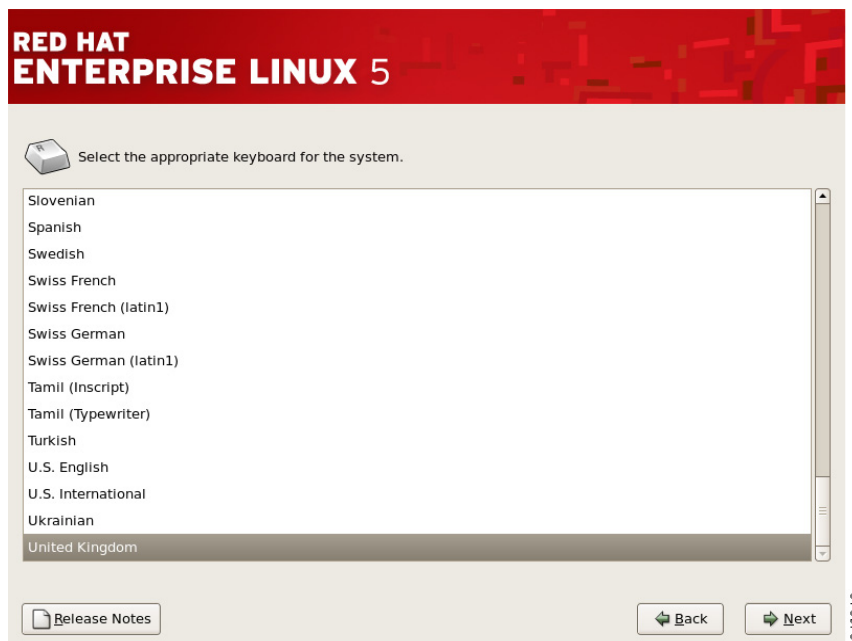 RED HAT
ENTERPRISE LINUX 5
Select the appropriate keyboard for the system.
Slovenian
Spanish
Swedish
Swiss French
Swiss French (latin1)
Swiss German
Swiss German (latin1)
Tamil (Inscript)
Tamil (Typewriter)
Turkish
U.S. English
U.S. International
Ukrainian
United Kingdom
Release Notes
Back
Next